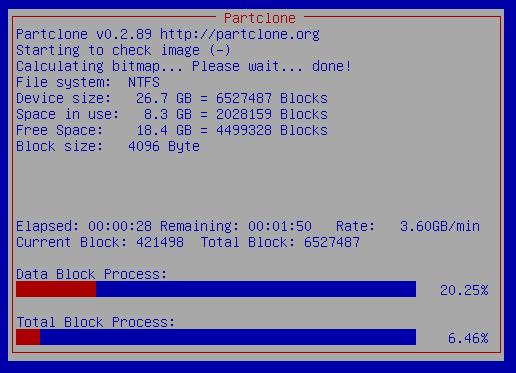 Partclone
Partclone v0.2.89 http://partclone.org
Starting to check image (-)
Calculating bitmap... Please wait... done!
File system:  NTFS
Device size:   26.7 GB = 6527487 Blocks
Space in use:   8.3 GB = 2028159 Blocks
Free Space:    18.4 GB = 4499328 Blocks
Block size:   4096 Byte
Elapsed: 00:00:28 Remaining: 00:01:50   Rate:   3.60GB/min
Current Block: 421498  Total Block: 6527487
Data Block Process:
20.25%
Total Block Process:
6.46%